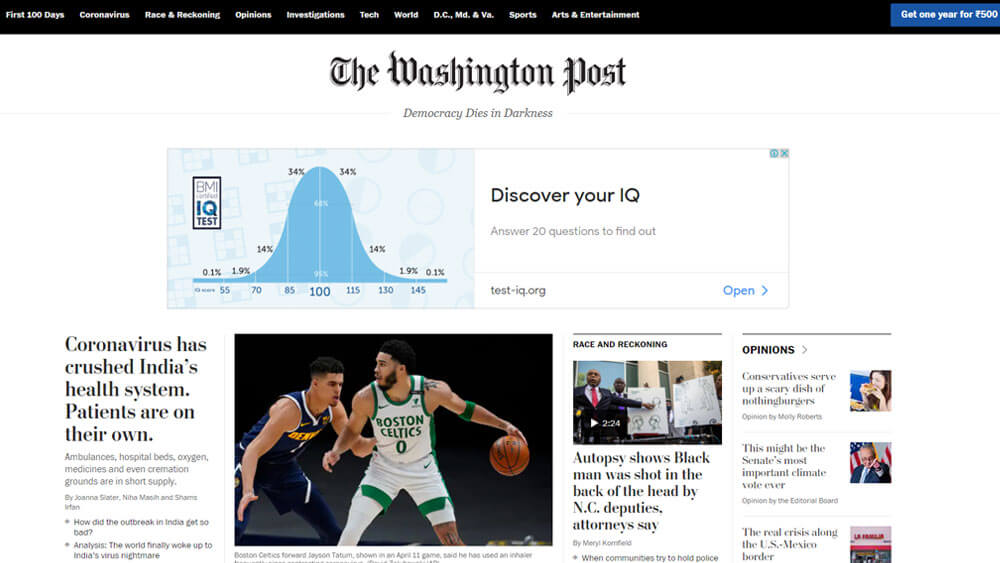 First 100 Days Coronavirus Race & Reckoning Opinions Investigations Tech World D.C., Md. & Va. Sports Arts & Entertainment
Get one year for ₹500
The Washington Post
Democracy Dies in Darkness
BMI
certified
IQ
TEST
34% 34%
68%
14% 14%
0.1% 1.9% 95% 1.9% 0.1%
IQ score 55 70 85 100 115 130 145
Discover your IQ
Answer 20 questions to find out
test-iq.org
Open
Coronavirus has
crushed India’s
health system.
Patients are on
their own.
Ambulances, hospital beds, oxygen,
medicines and even cremation
grounds are in short supply.
By Joanna Slater, Niha Masih and Shams
Irfan
How did the outbreak in India get so
bad?
Analysis: The world finally woke up to
India’s virus nightmare
DEN
BOSTON
CELTICS
0
Boston Celtics forward Jayson Tatum, shown in an April 11 game, said he has used an inhaler
RACE AND RECKONING
2:24
Autopsy shows Black
man was shot in the
back of the head by
N.C. deputies,
attorneys say
By Meryl Kornfield
When communities try to hold police
OPINIONS
Conservatives serve
up a scary dish of
nothingburgers
Opinion by Molly Roberts
This might be the
Senate’s most
important climate
vote ever
Opinion by the Editorial Board
The real crisis along
the U.S.-Mexico
border
LA FAMILIA